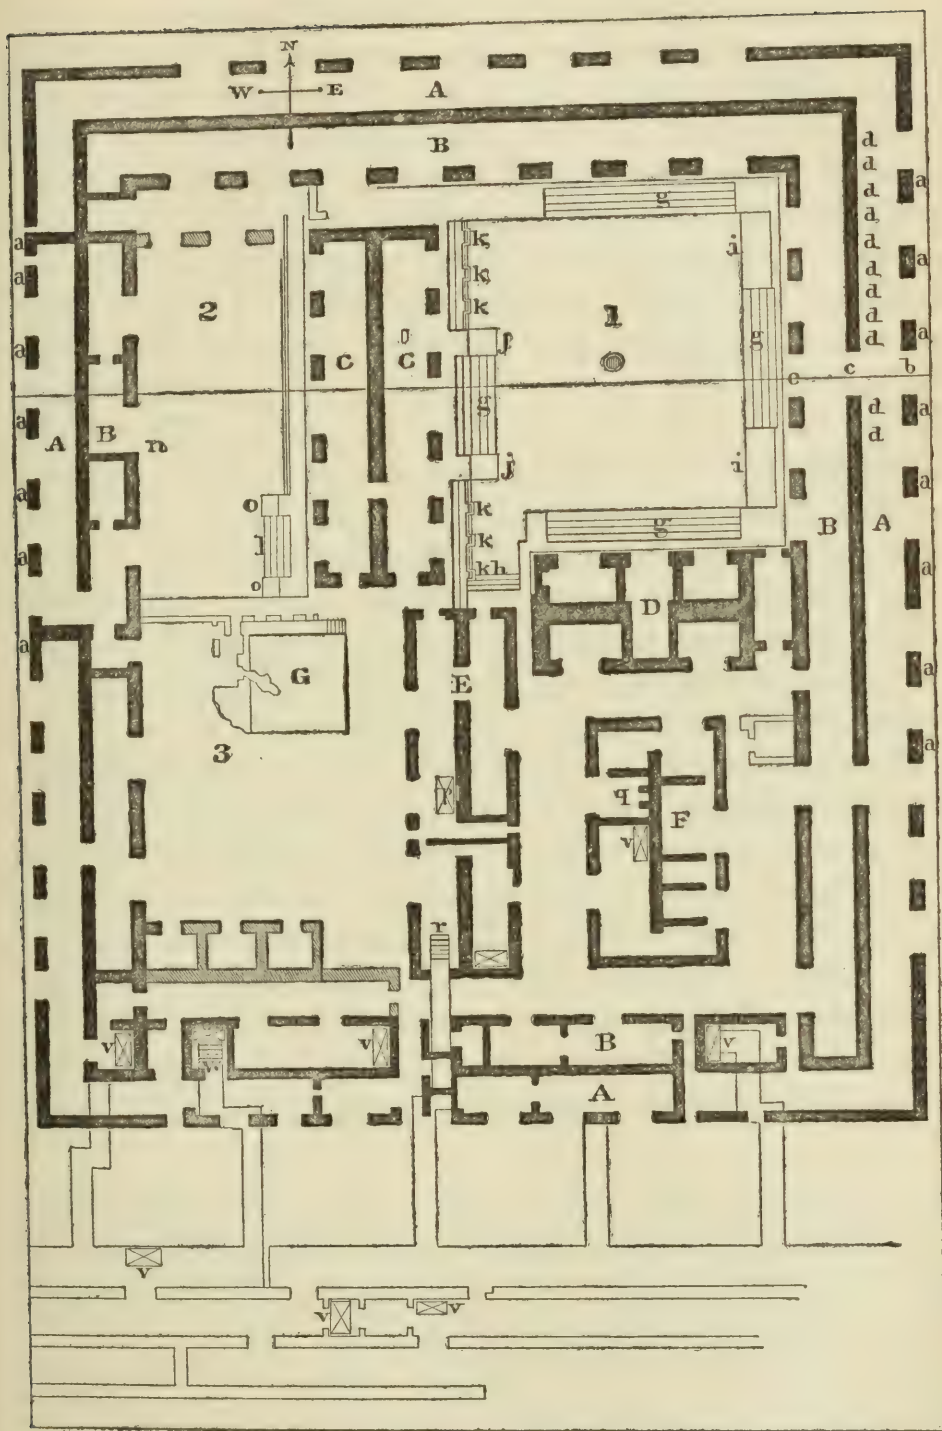 N
W E
A
B
d
d
d a
g
a k i d
d
2 a
a k 1 d
k d
j d a
a C C g d
e c b
a g d a
A B n d
j i
a o k B A a
k g
l kh
a o
D a
a
G E a
3 a
q F
v
r
v v B v
A
v
v v